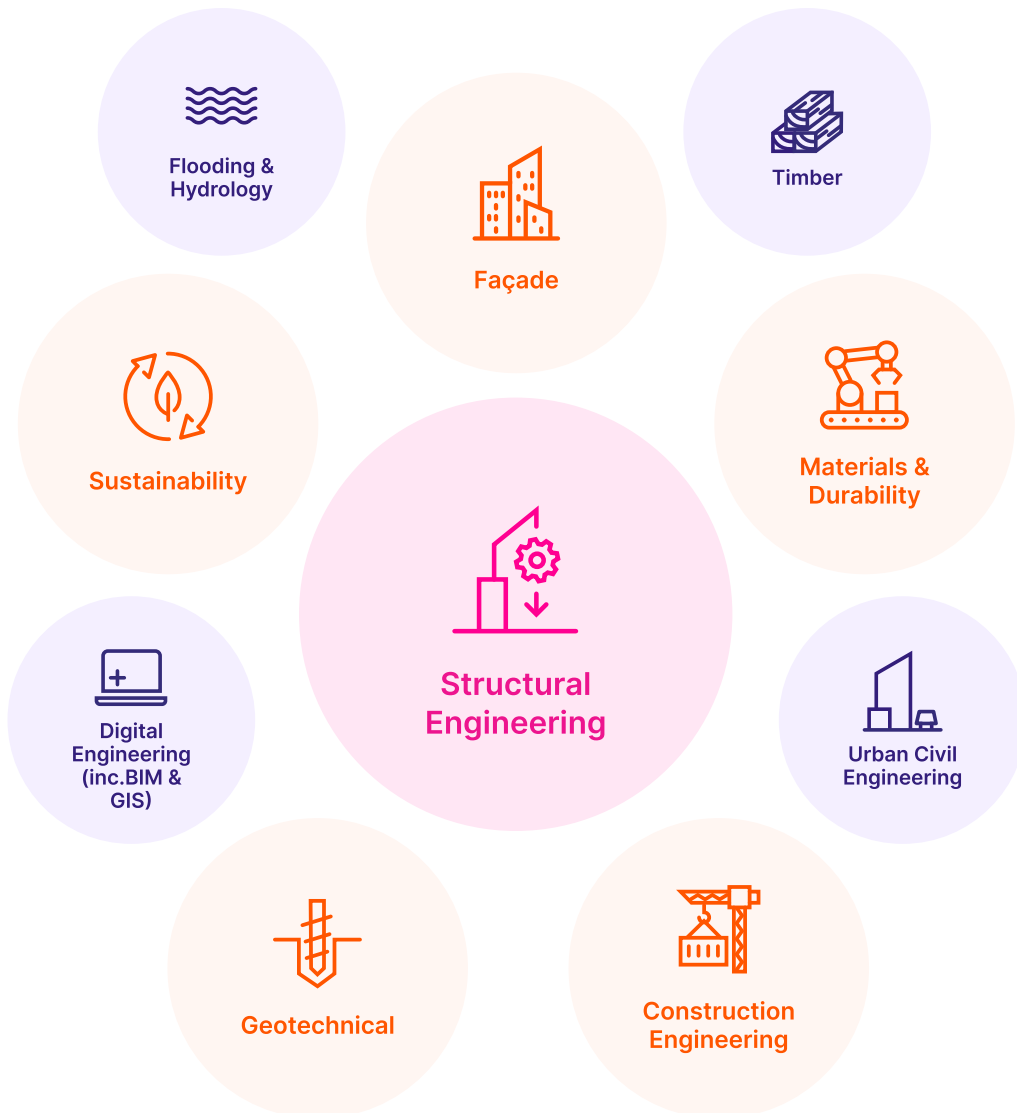 Flooding &
Hydrology
Timber
Façade
Sustainability
Materials &
Durability
Structural
Engineering
Digital
Engineering
(inc.BIM &
GIS)
Urban Civil
Engineering
Geotechnical
Construction
Engineering